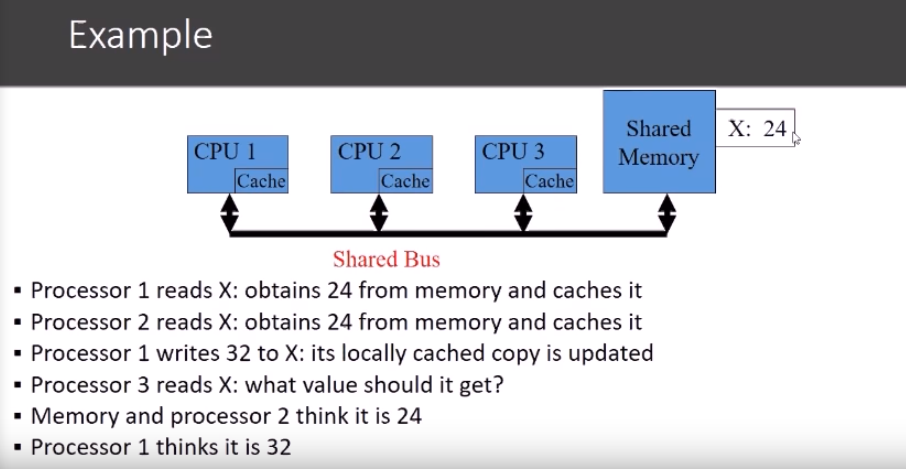 Example
CPU 1
Cache
CPU 2
Cache
CPU 3
Cache
Shared
Memory
X: 24
Shared Bus
▪ Processor 1 reads X: obtains 24 from memory and caches it
▪ Processor 2 reads X: obtains 24 from memory and caches it
▪ Processor 1 writes 32 to X: its locally cached copy is updated
▪ Processor 3 reads X: what value should it get?
▪ Memory and processor 2 think it is 24
▪ Processor 1 thinks it is 32